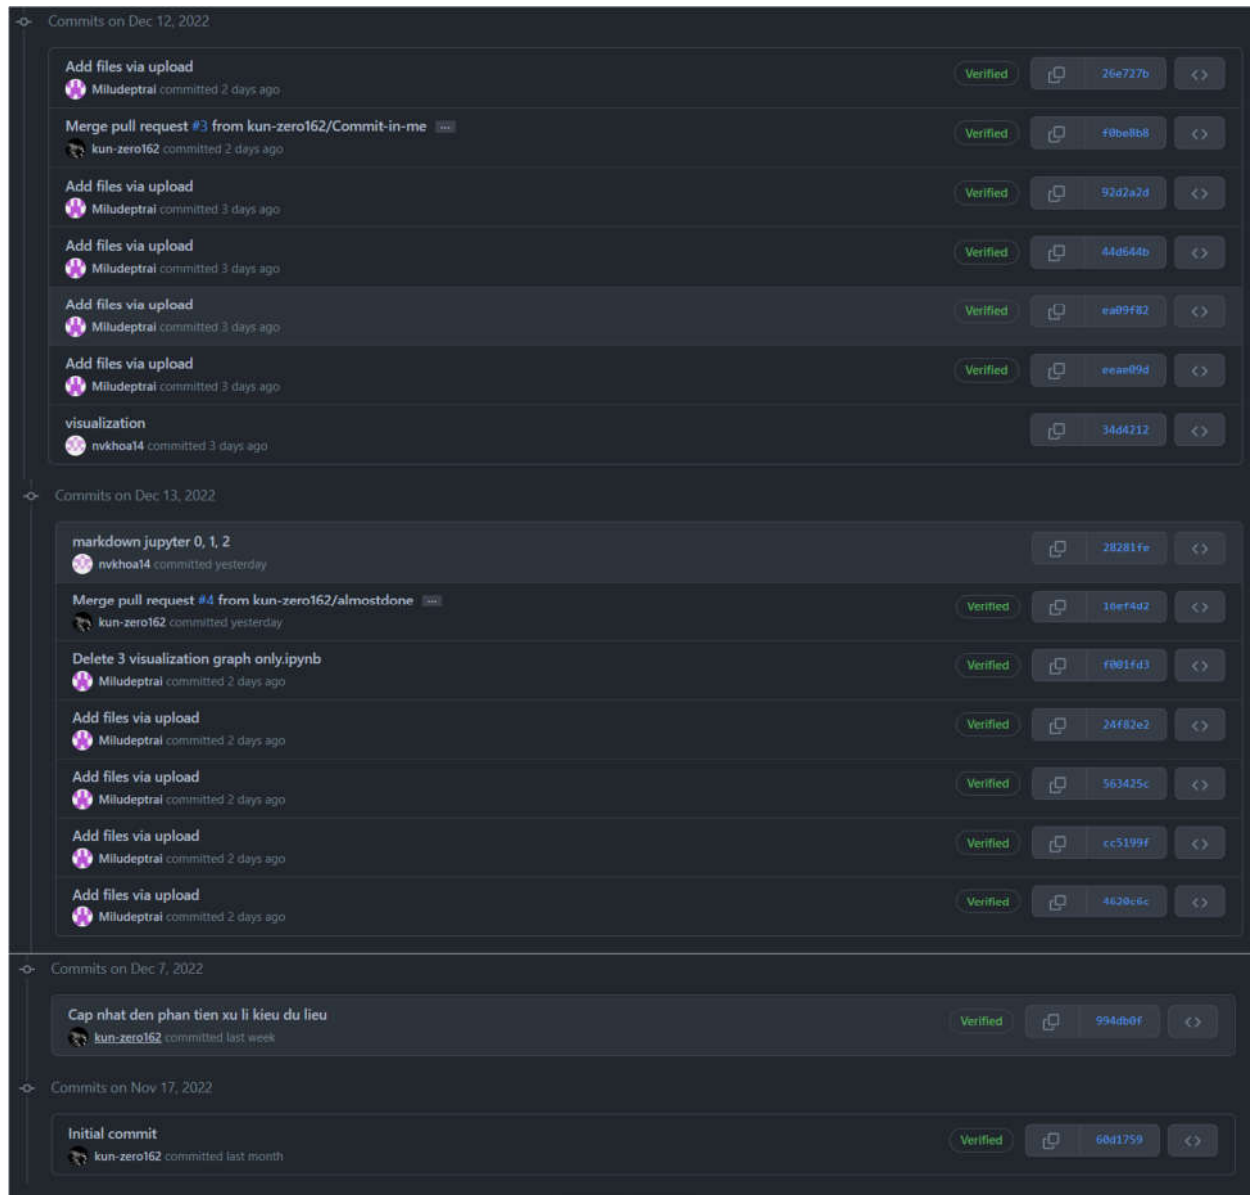 Commits on Dec 12, 2022
Add files via upload
Verified
26e727b
Miludeptrai committed 2 days ago
Merge pull request #3 from kun-zero162/Commit-in-me ...
Verified
f0be8b8
kun-zero162 committed 2 days ago
Add files via upload
Verified
92d2a2d
Miludeptrai committed 3 days ago
Add files via upload
Verified
44d644b
Miludeptrai committed 3 days ago
Add files via upload
Verified
ea09f82
Miludeptrai committed 3 days ago
Add files via upload
Verified
eeae09d
Miludeptrai committed 3 days ago
visualization
34d4212
nvkhoa14 committed 3 days ago
Commits on Dec 13, 2022
markdown jupyter 0, 1, 2
28281fe
nvkhoa14 committed yesterday
Merge pull request #4 from kun-zero162/almostdone ...
Verified
16ef4d2
kun-zero162 committed yesterday
Delete 3 visualization graph only.ipynb
Verified
f001fd3
Miludeptrai committed 2 days ago
Add files via upload
Verified
24f82e2
Miludeptrai committed 2 days ago
Add files via upload
Verified
563425c
Miludeptrai committed 2 days ago
Add files via upload
Verified
cc5199f
Miludeptrai committed 2 days ago
Add files via upload
Verified
4620c6c
Miludeptrai committed 2 days ago
Commits on Dec 7, 2022
Cap nhat den phan tien xu li kieu du lieu
Verified
994db0f
kun-zero162 committed last week
Commits on Nov 17, 2022
Initial commit
Verified
60d1759
kun-zero162 committed last month